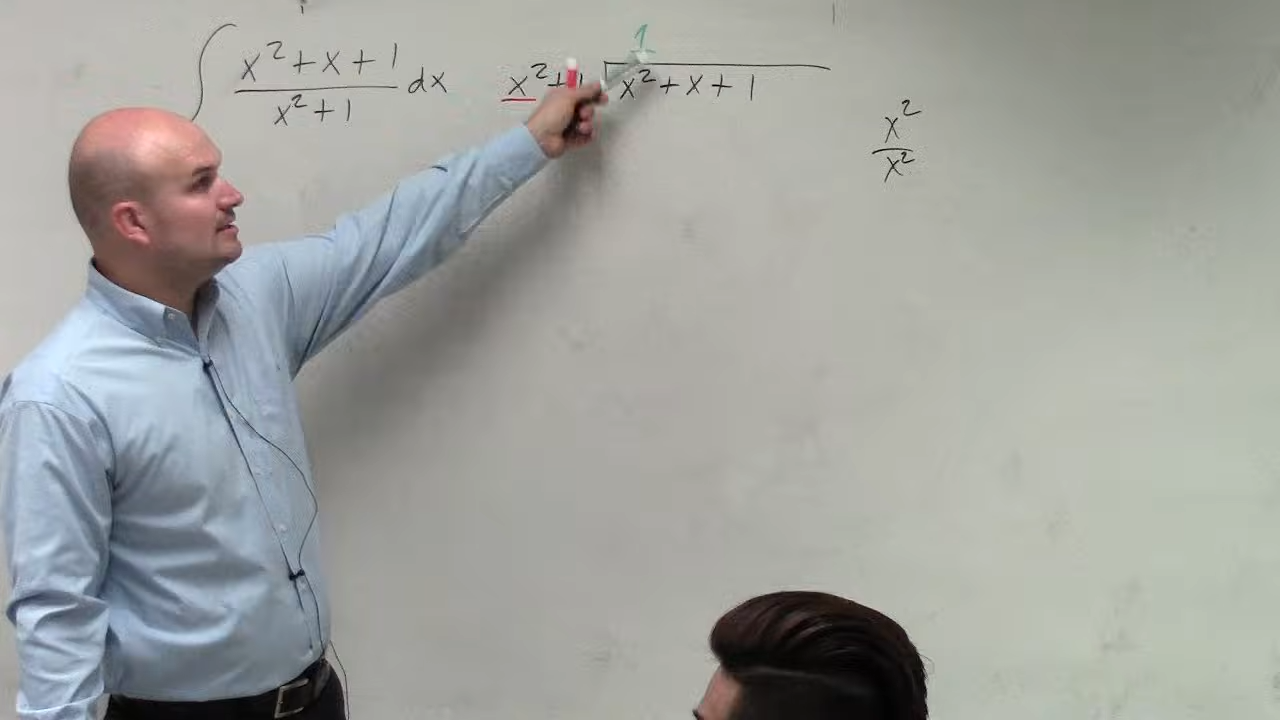 ∫ (x² + x + 1)/(x² + 1) dx
1
x² + 1 ⟌ x² + x + 1
x²/x²